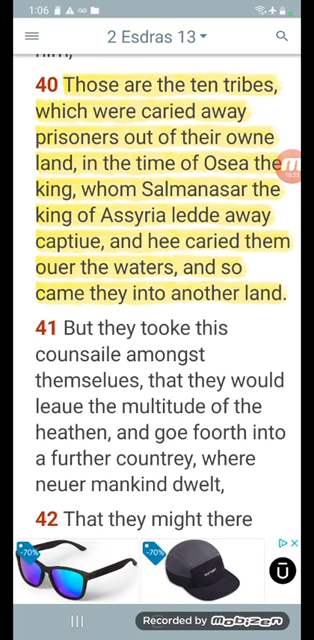 1:06
2 Esdras 13
him,
40 Those are the ten tribes,
which were caried away
prisoners out of their owne
land, in the time of Osea the
king, whom Salmanasar the
king of Assyria ledde away
captiue, and hee caried them
ouer the waters, and so
came they into another land.
41 But they tooke this
counsaile amongst
themselues, that they would
leaue the multitude of the
heathen, and goe foorth into
a further countrey, where
neuer mankind dwelt,
42 That they might there
-70%
-70%
Recorded by mobizen